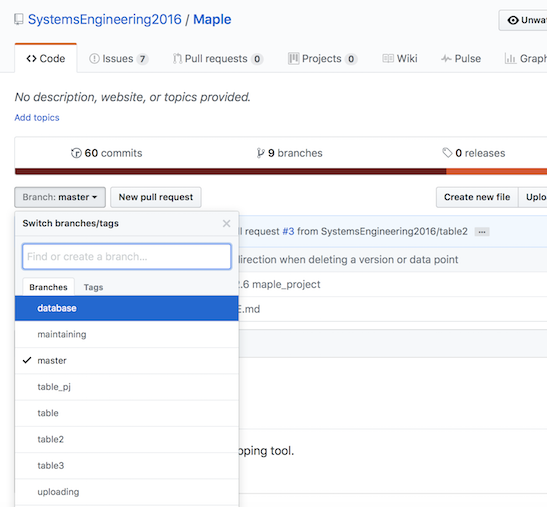 SystemsEngineering2016 / Maple
Unwa
Code
Issues 7
Pull requests 0
Projects 0
Wiki
Pulse
Graph
No description, website, or topics provided.
Add topics
60 commits
9 branches
0 releases
Branch: master
New pull request
Create new file
Uploa
Switch branches/tags
ll request #3 from SystemsEngineering2016/table2 ...
Find or create a branch...
direction when deleting a version or data point
Branches
Tags
2.6 maple_project
database
E.md
maintaining
master
table_pj
table
table2
pping tool.
table3
uploading